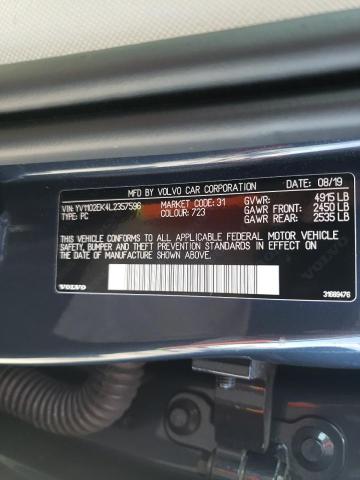 MFD BY VOLVO CAR CORPORATION 08/19
VIN: YV1102EK4L2357596 MARKET CODE: 31 GVWR: 4915 LB
TYPE: PC COLOUR: 723 GAWR FRONT: 2450 LB
GAWR REAR: 2535 LB
THIS VEHICLE CONFORMS TO ALL APPLICABLE FEDERAL MOTOR VEHICLE
SAFETY, BUMPER AND THEFT PREVENTION STANDARDS IN EFFECT ON
THE DATE OF MANUFACTURE SHOWN ABOVE.
VOLVO 31689476